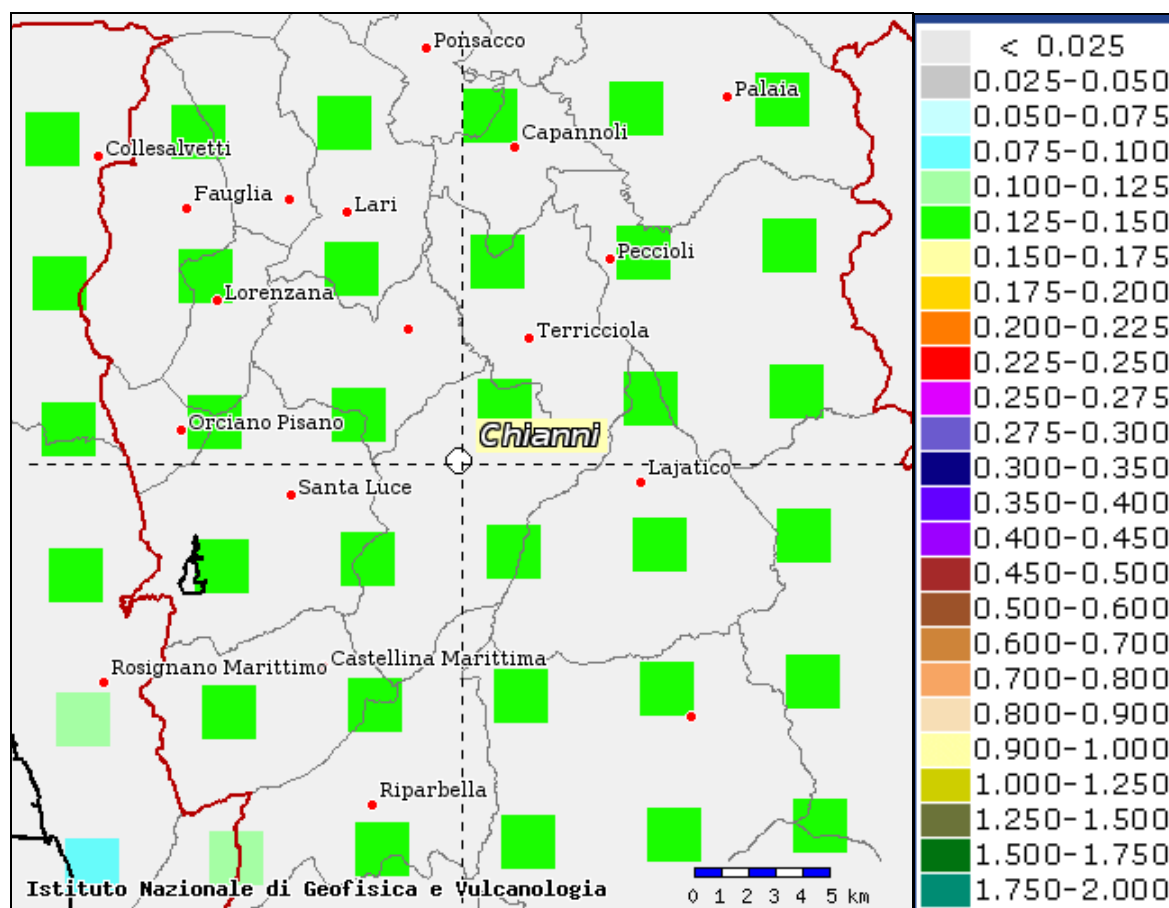 Ponsacco
Palaia
Capannoli
Collesalvetti
Fauglia
Lari
Peccioli
Lorenzana
Terricciola
Orciano Pisano
Chianni
Lajatico
Santa Luce
Castellina Marittima
Rosignano Marittimo
Riparbella
Istituto Nazionale di Geofisica e Vulcanologia
0 1 2 3 4 5 km
< 0.025
0.025-0.050
0.050-0.075
0.075-0.100
0.100-0.125
0.125-0.150
0.150-0.175
0.175-0.200
0.200-0.225
0.225-0.250
0.250-0.275
0.275-0.300
0.300-0.350
0.350-0.400
0.400-0.450
0.450-0.500
0.500-0.600
0.600-0.700
0.700-0.800
0.800-0.900
0.900-1.000
1.000-1.250
1.250-1.500
1.500-1.750
1.750-2.000